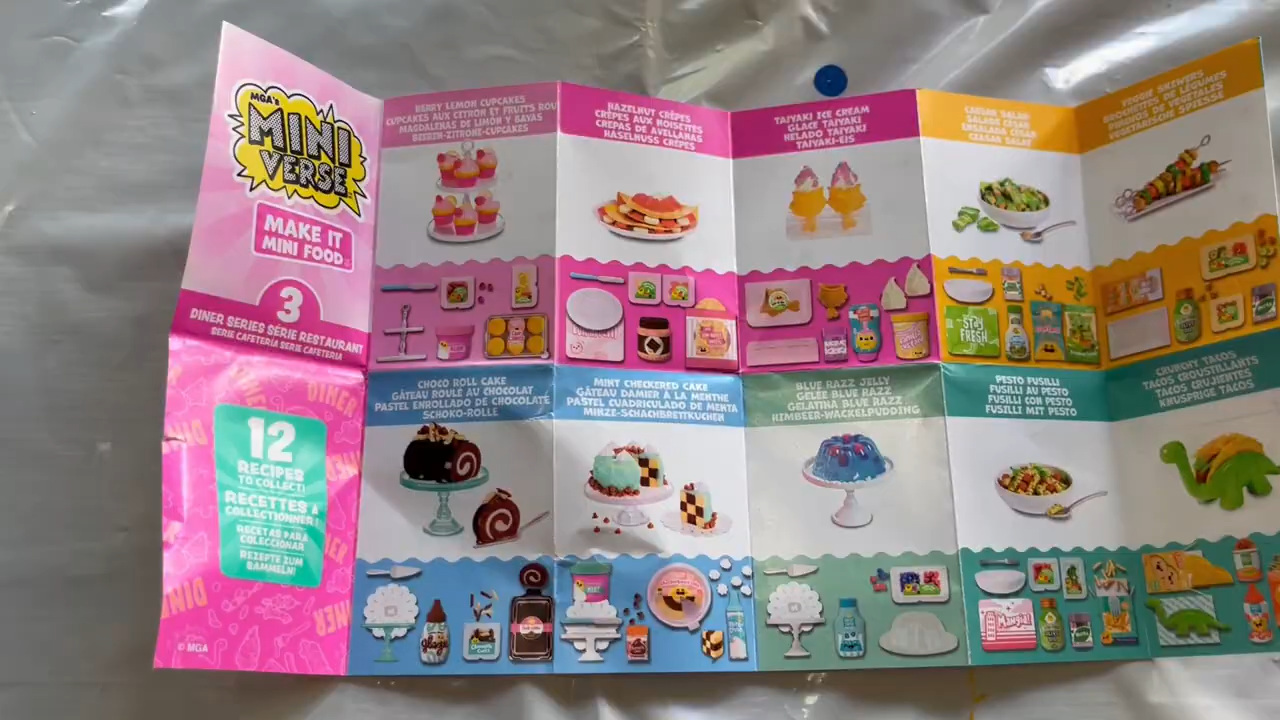 MGA's
MINI
VERSE
MAKE IT
MINI FOOD
3
DINER SERIES SÉRIE RESTAURANT
SERIE CAFETERIA SERIE CAFETERIA
12
RECIPES
TO COLLECT!
RECETTES À
COLLECTIONNER!
RECETAS PARA
COLECCIONAR
REZEPTE ZUM
SAMMELN!
DINER
© MGA
BERRY LEMON CUPCAKES
CUPCAKES AUX CITRON ET FRUITS ROU
MAGDALENAS DE LIMÓN Y BAYAS
BEEREN-ZITRONE-CUPCAKES
HAZELNUT CRÊPES
CRÊPES AUX NOISETTES
CREPAS DE AVELLANAS
HASELNUSS CRÊPES
TAIYAKI ICE CREAM
GLACE TAIYAKI
HELADO TAIYAKI
TAIYAKI-EIS
CAESAR SALAD
SALADE CÉSAR
ENSALADA CÉSAR
CAESAR SALAT
VEGGIE SKEWERS
BROCHETTES DE LÉGUMES
PINCHOS DE VEGETALES
VEGETARISCHE SPIESSE
STAY
FRESH
CHOCO ROLL CAKE
GÂTEAU ROULÉ AU CHOCOLAT
PASTEL ENROLLADO DE CHOCOLATE
SCHOKO-ROLLE
MINT CHECKERED CAKE
GÂTEAU DAMIER À LA MENTHE
PASTEL CUADRICULADO DE MENTA
MINZE-SCHACHBRETTKUCHEN
BLUE RAZZ JELLY
GELÉE BLUE RAZZ
GELATINA BLUE RAZZ
HIMBEER-WACKELPUDDING
PESTO FUSILLI
FUSILLI AU PESTO
FUSILLI CON PESTO
FUSILLI MIT PESTO
CRUNCHY TACOS
TACOS CROUSTILLANTS
TACOS CRUJIENTES
KNUSPRIGE TACOS
Mangia!